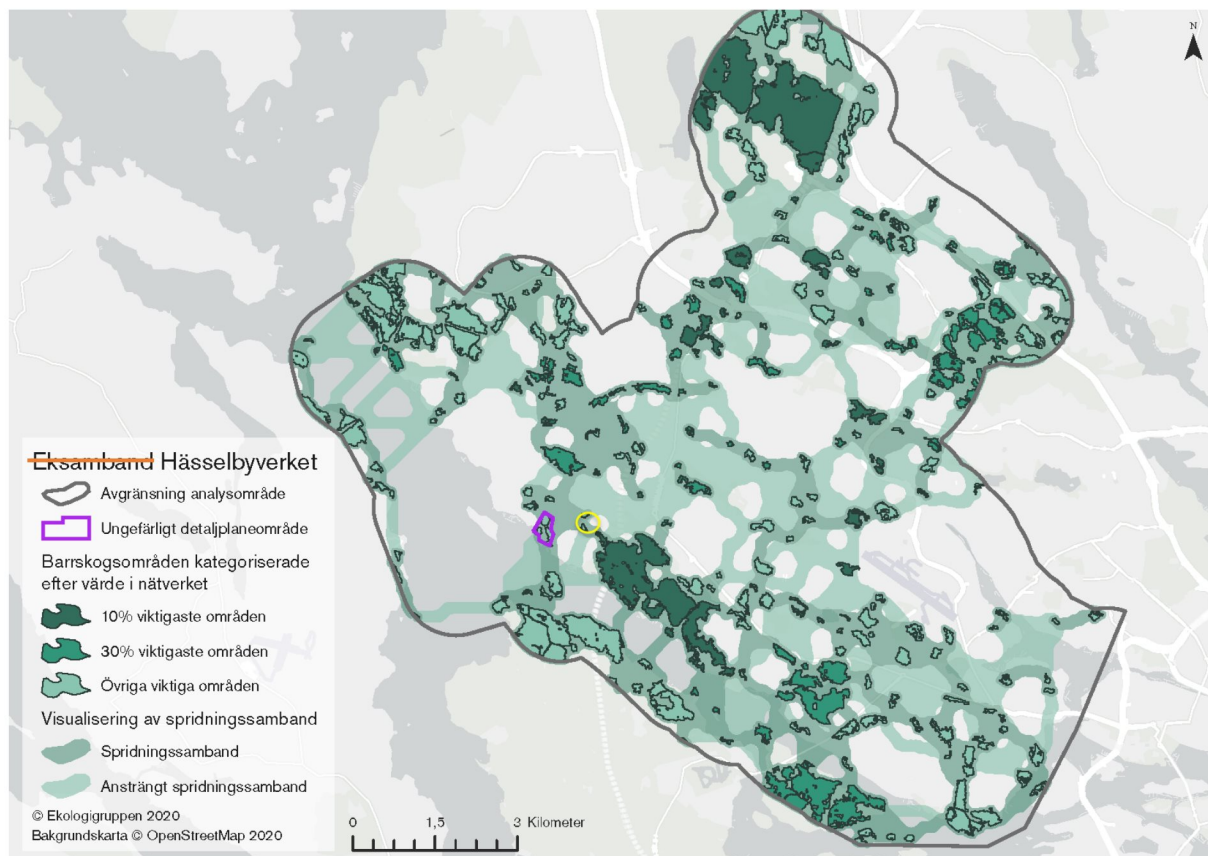 N
Eksamband Hässelbyverket
Avgränsning analysområde
Ungefärligt detaljplaneområde
Barrskogsområden kategoriserade
efter värde i nätverket
10% viktigaste områden
30% viktigaste områden
Övriga viktiga områden
Visualisering av spridningssamband
Spridningssamband
Ansträngt spridningssamband
© Ekologigruppen 2020
Bakgrundskarta © OpenStreetMap 2020
0 1,5 3 Kilometer